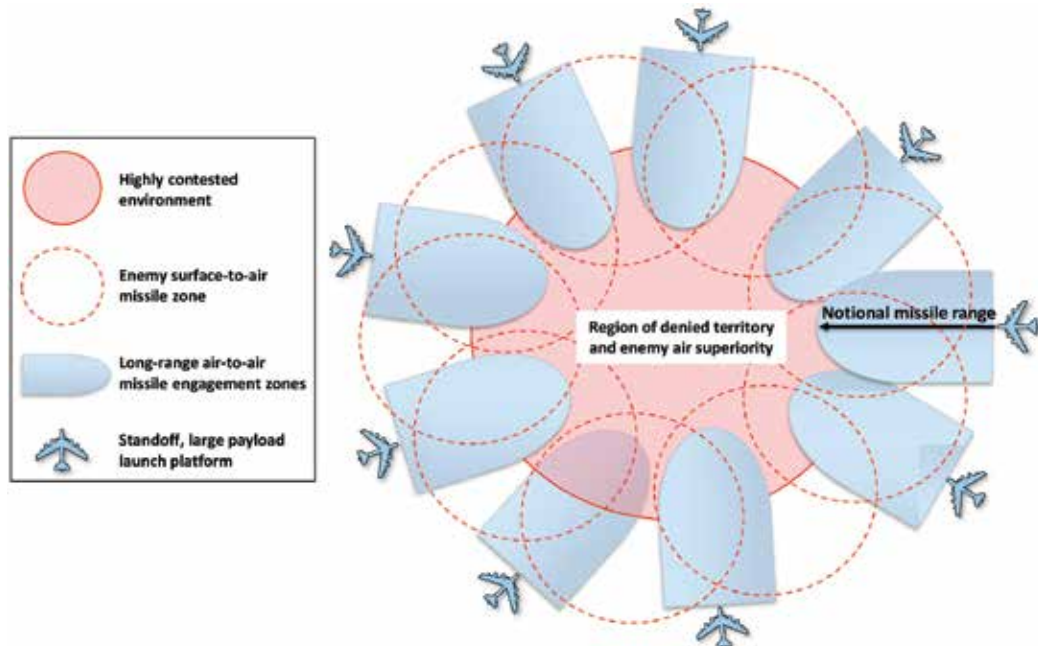 Highly contested
environment
Enemy surface-to-air
missile zone
Long-range air-to-air
missile engagement zones
Standoff, large payload
launch platform
Notional missile range
Region of denied territory
and enemy air superiority